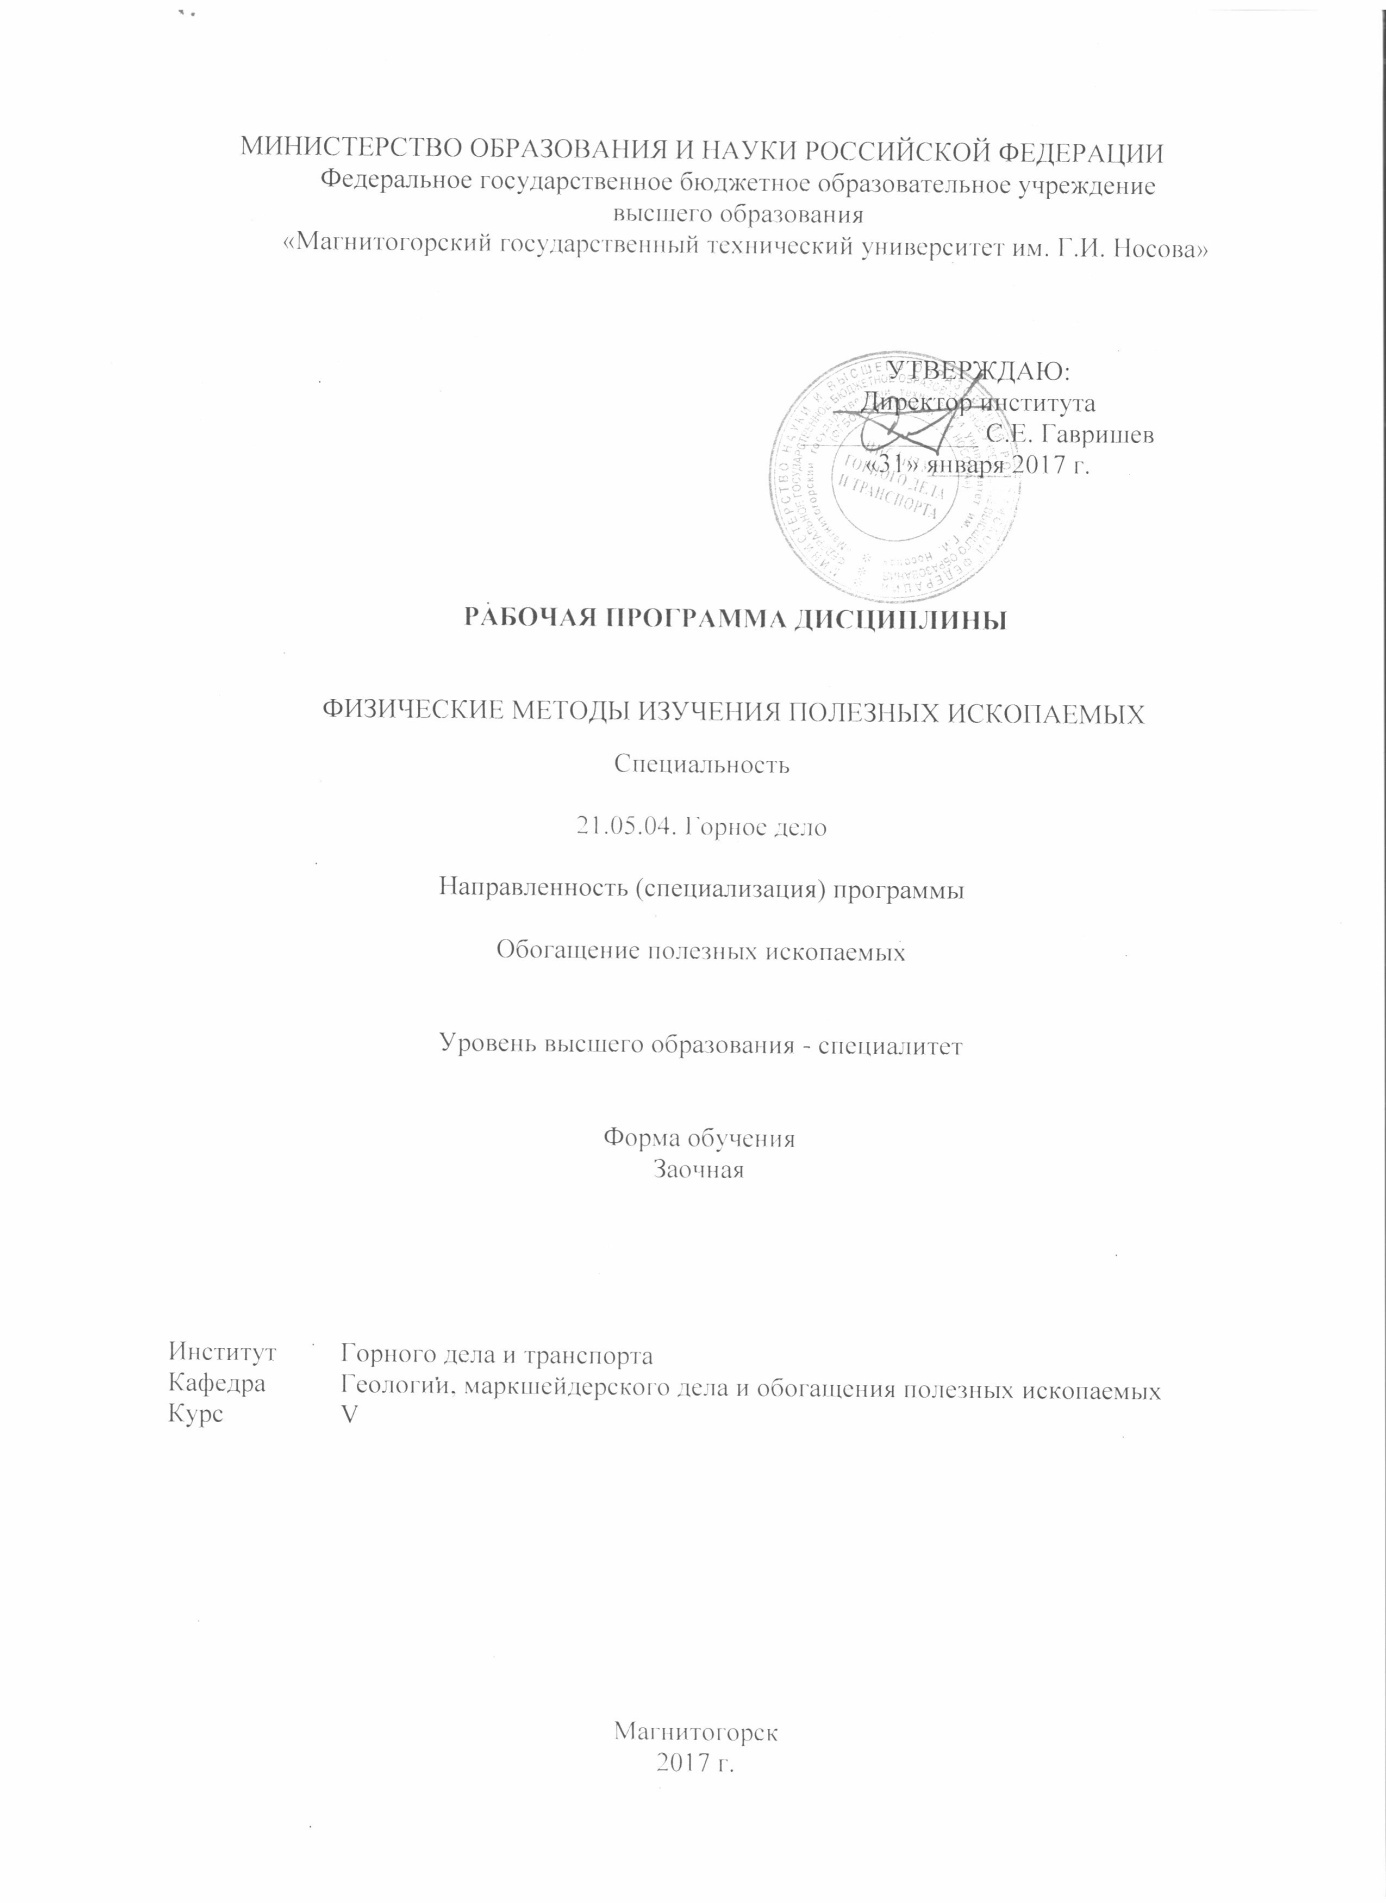 МИНИСТЕРСТВО ОБРАЗОВАНИЯ И НАУКИ РОССИЙСКОЙ ФЕДЕРАЦИИ
Федеральное государственное бюджетное образовательное учреждение
высшего образования
«Магнитогорский государственный технический университет им. Г.И. Носова»
УТВЕРЖДАЮ:
Директор института
С.Е. Гавришев
«31» января 2017 г.
ГОРНОГО ДЕЛА
И ТРАНСПОРТА
РАБОЧАЯ ПРОГРАММА ДИСЦИПЛИНЫ
ФИЗИЧЕСКИЕ МЕТОДЫ ИЗУЧЕНИЯ ПОЛЕЗНЫХ ИСКОПАЕМЫХ
Специальность
21.05.04. Горное дело
Направленность (специализация) программы
Обогащение полезных ископаемых
Уровень высшего образования - специалитет
Форма обучения
Заочная
Институт Горного дела и транспорта
Кафедра Геологии, маркшейдерского дела и обогащения полезных ископаемых
Курс V
Магнитогорск
2017 г.